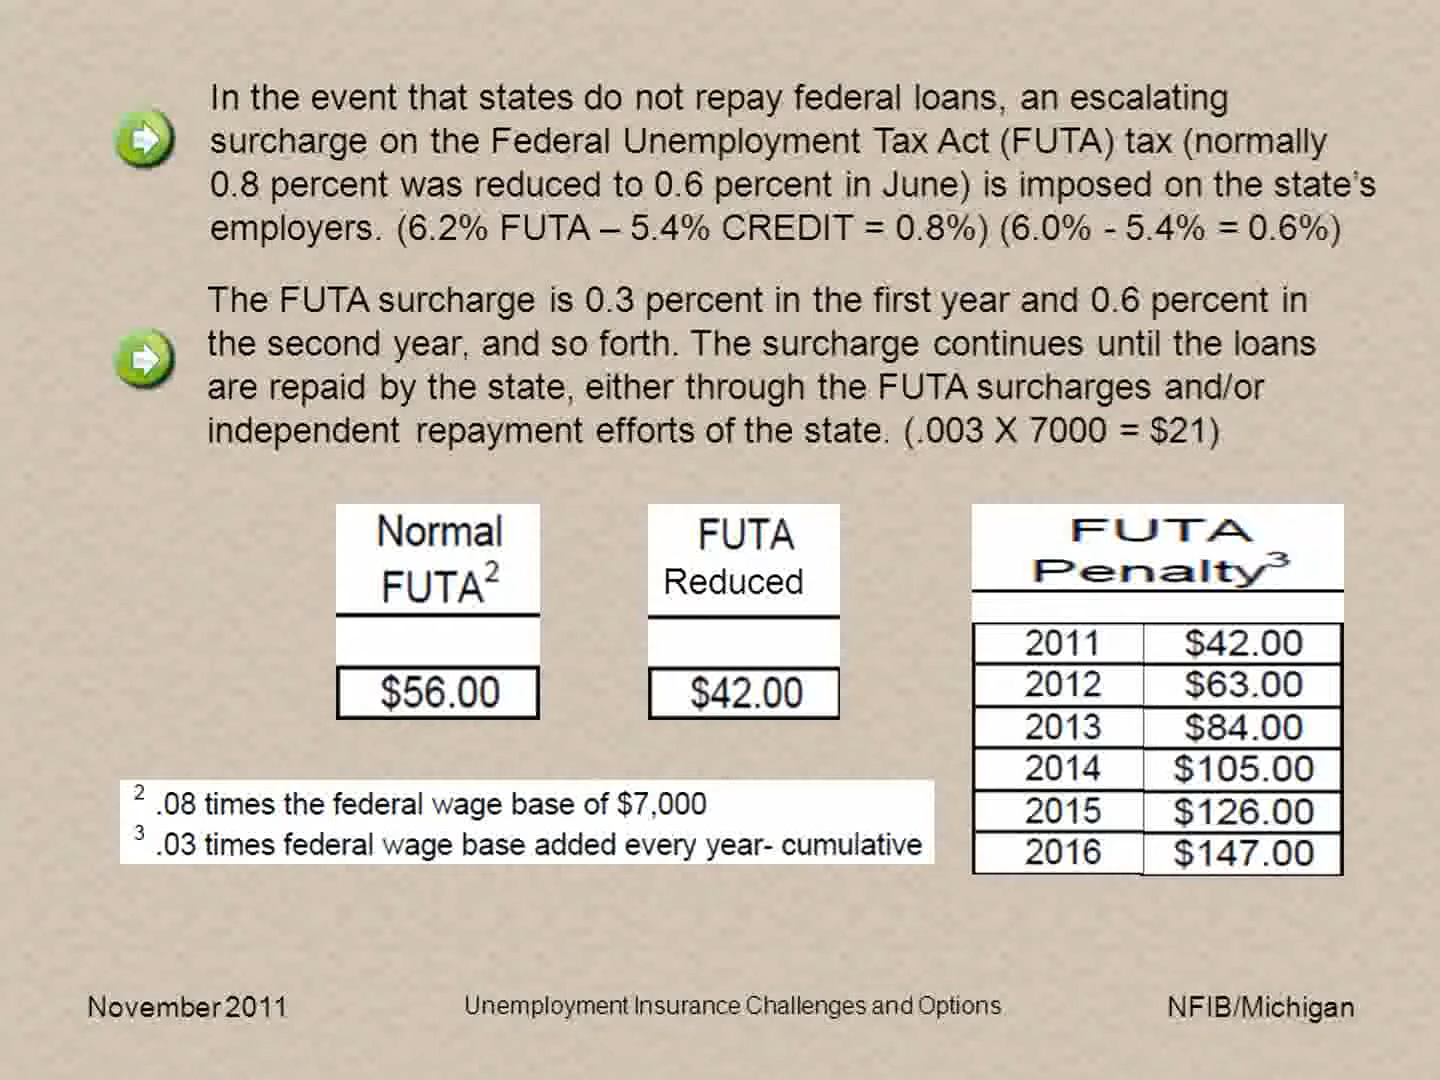 In the event that states do not repay federal loans, an escalating
surcharge on the Federal Unemployment Tax Act (FUTA) tax (normally
0.8 percent was reduced to 0.6 percent in June) is imposed on the state's
employers. (6.2% FUTA – 5.4% CREDIT = 0.8%) (6.0% - 5.4% = 0.6%)
The FUTA surcharge is 0.3 percent in the first year and 0.6 percent in
the second year, and so forth. The surcharge continues until the loans
are repaid by the state, either through the FUTA surcharges and/or
independent repayment efforts of the state. (.003 X 7000 = $21)
Normal
FUTA²
$56.00
FUTA
Reduced
$42.00
FUTA
Penalty³
2011 $42.00
2012 $63.00
2013 $84.00
2014 $105.00
2015 $126.00
2016 $147.00
² .08 times the federal wage base of $7,000
³ .03 times federal wage base added every year- cumulative
November 2011 Unemployment Insurance Challenges and Options NFIB/Michigan